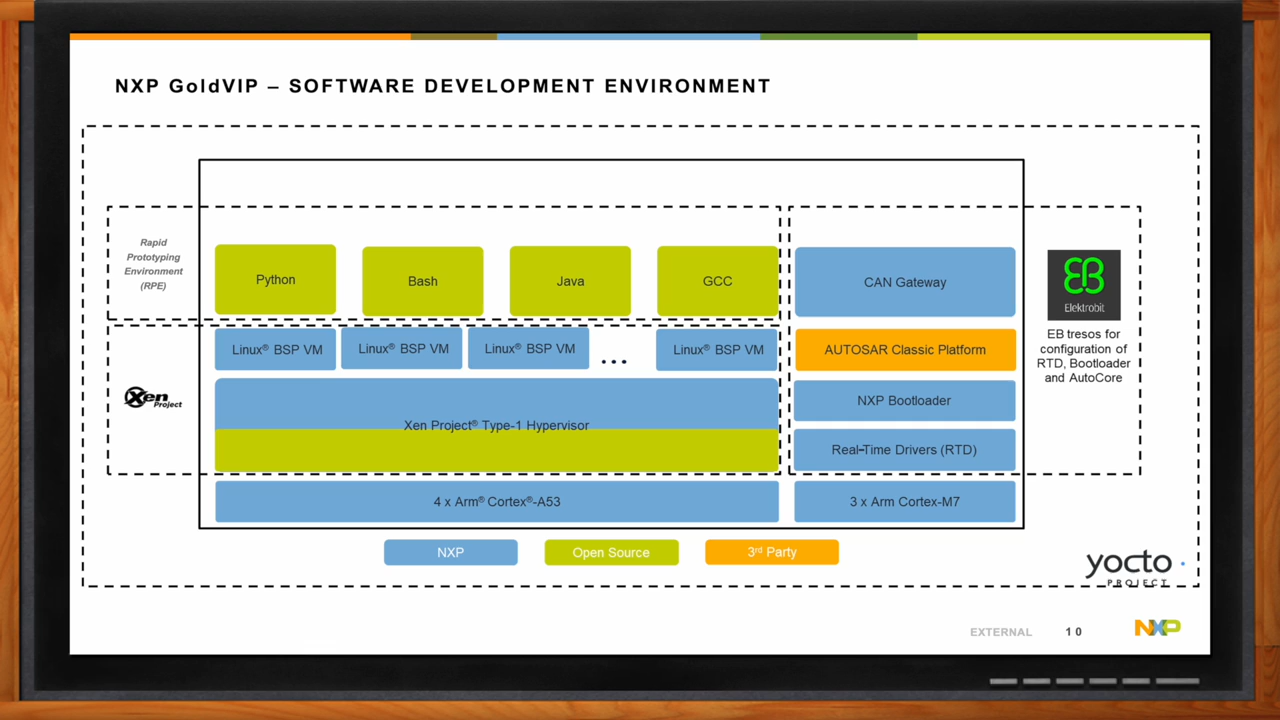 NXP GoldVIP – SOFTWARE DEVELOPMENT ENVIRONMENT
Rapid
Prototyping
Environment
(RPE)
Python
Bash
Java
GCC
CAN Gateway
Elektrobit
EB tresos for
configuration of
RTD, Bootloader
and AutoCore
Linux® BSP VM
Linux® BSP VM
Linux® BSP VM
...
Linux® BSP VM
AUTOSAR Classic Platform
Xen
Project
Xen Project® Type-1 Hypervisor
NXP Bootloader
Real-Time Drivers (RTD)
4 x Arm® Cortex®-A53
3 x Arm Cortex-M7
NXP
Open Source
3rd Party
yocto
PROJECT
EXTERNAL
10
NXP